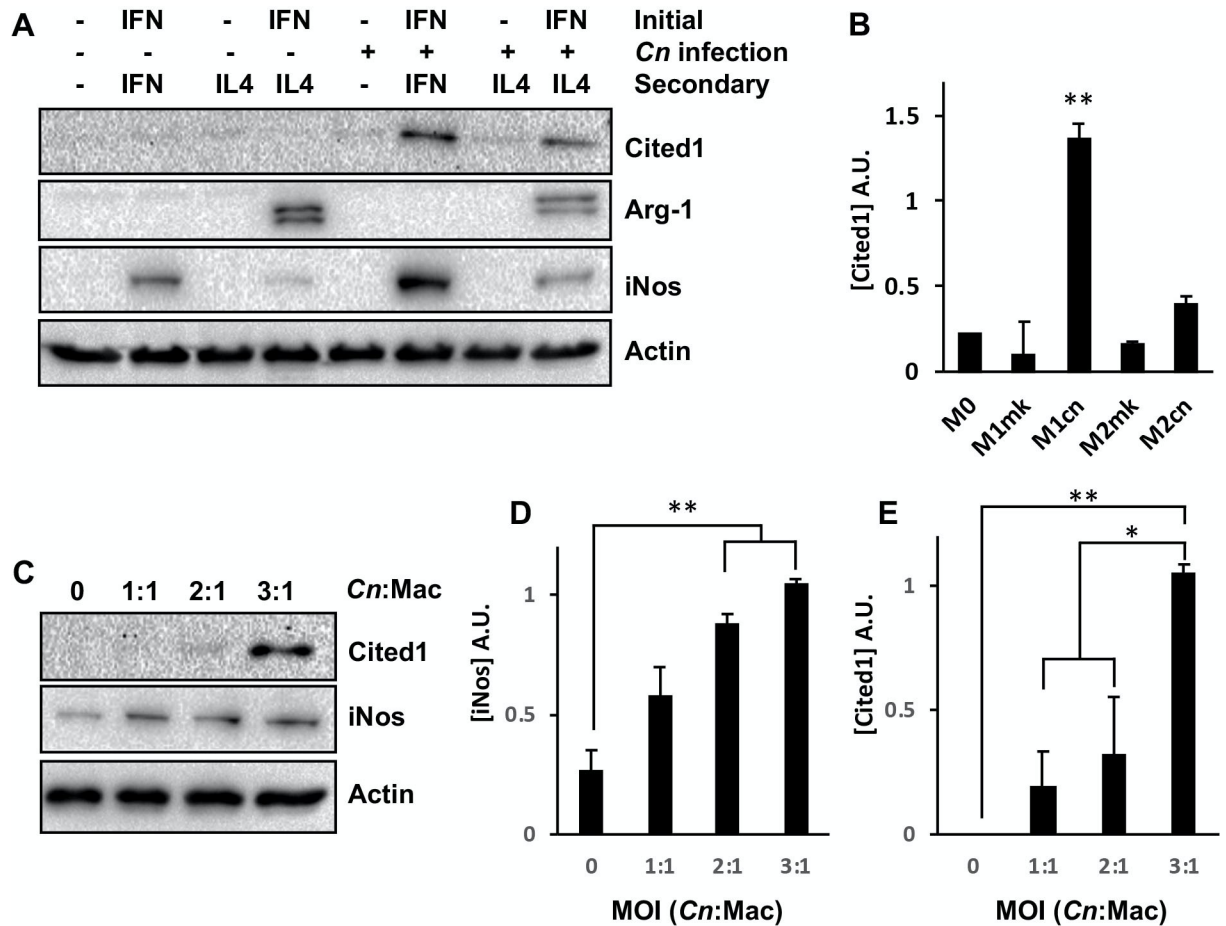 A
- IFN - IFN - IFN - IFN Initial
- - - - + + + + Cn infection
- IFN IL4 IL4 - IFN IL4 IL4 Secondary
Cited1
Arg-1
iNos
Actin
B
**
[Cited1] A.U.
1.5
1
0.5
0
M0 M1mk M1cn M2mk M2cn
C
0 1:1 2:1 3:1 Cn:Mac
Cited1
iNos
Actin
D
**
[iNos] A.U.
1
0.5
0
0 1:1 2:1 3:1
MOI (Cn:Mac)
E
**
*
[Cited1] A.U.
1
0.5
0
0 1:1 2:1 3:1
MOI (Cn:Mac)